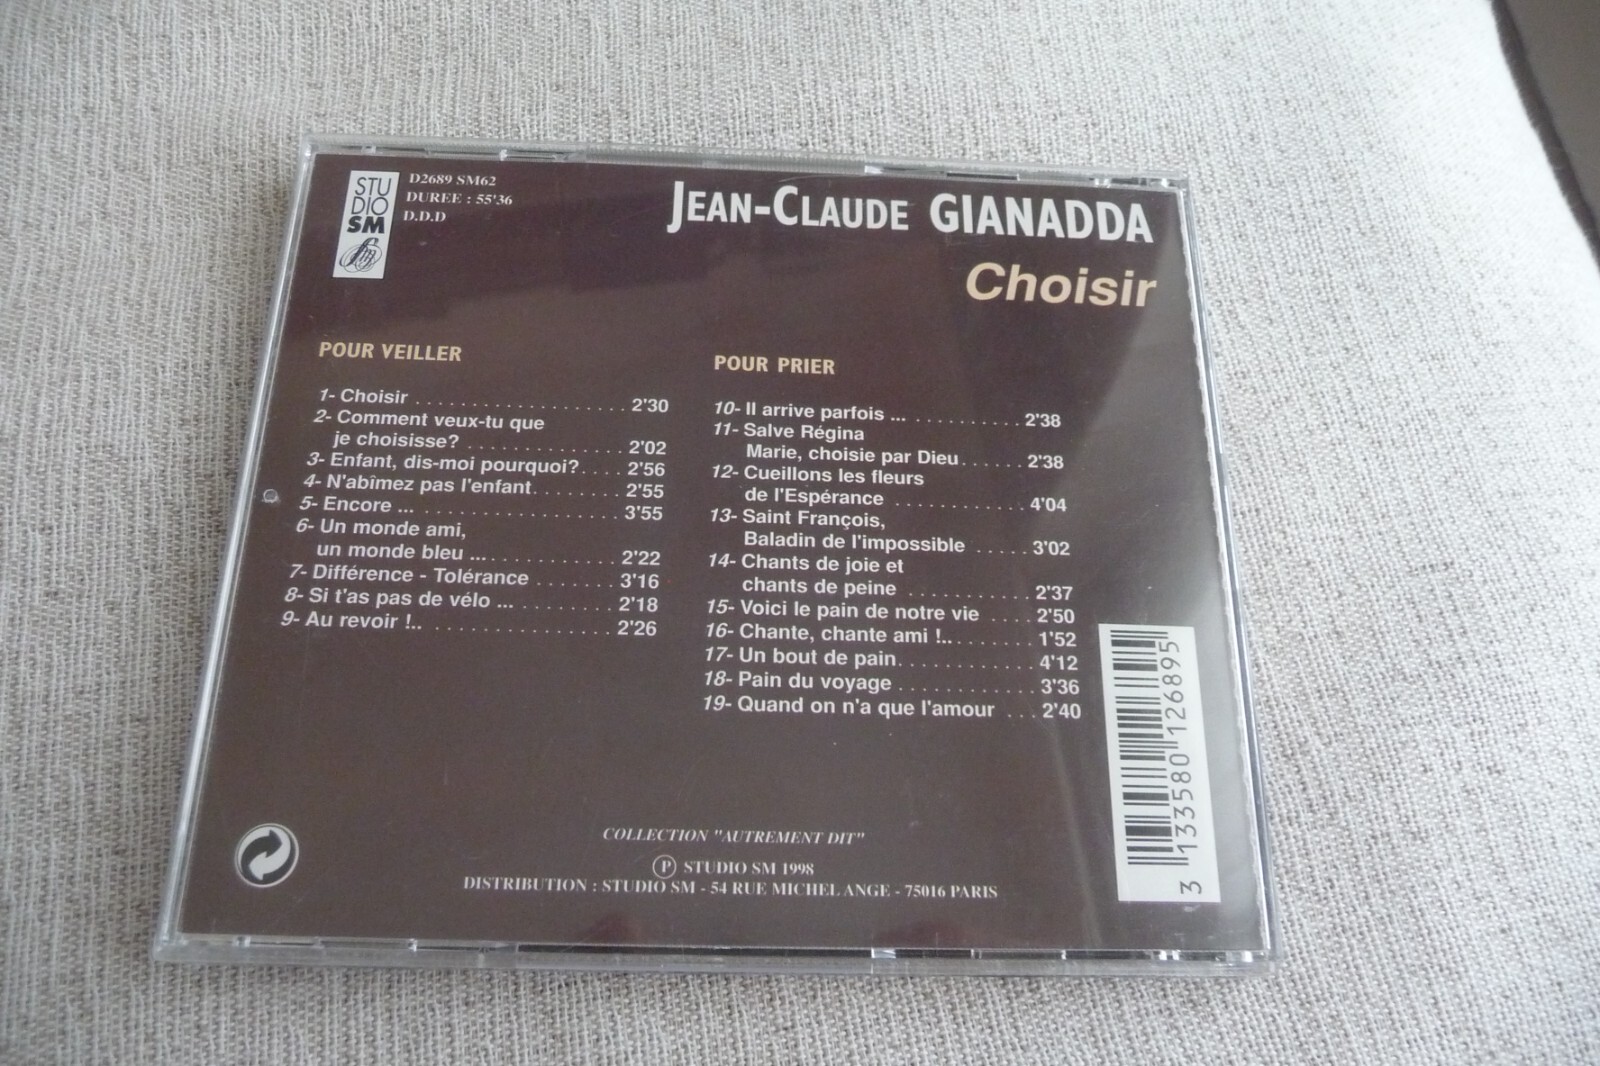 STU
DIO
SM
D2689 SM62
DUREE : 55'36
D.D.D
JEAN-CLAUDE GIANADDA
Choisir
POUR VEILLER
1- Choisir . . . . . . . . . . . . . . . . . . . . 2'30
2- Comment veux-tu que
je choisisse? . . . . . . . . . . . . . . . 2'02
3- Enfant, dis-moi pourquoi? . . . . 2'56
4- N'abîmez pas l'enfant. . . . . . . . . 2'55
5- Encore ... . . . . . . . . . . . . . . . . . . . 3'55
6- Un monde ami,
un monde bleu ... . . . . . . . . . . . . 2'22
7- Différence - Tolérance . . . . . . . 3'16
8- Si t'as pas de vélo ... . . . . . . . . . 2'18
9- Au revoir !.. . . . . . . . . . . . . . . . . 2'26
POUR PRIER
10- Il arrive parfois ... . . . . . . . . . . 2'38
11- Salve Régina
Marie, choisie par Dieu . . . . . . 2'38
12- Cueillons les fleurs
de l'Espérance . . . . . . . . . . . . 4'04
13- Saint François,
Baladin de l'impossible . . . . . 3'02
14- Chants de joie et
chants de peine . . . . . . . . . . . 2'37
15- Voici le pain de notre vie . . . . 2'50
16- Chante, chante ami !.. . . . . . . . 1'52
17- Un bout de pain. . . . . . . . . . . . 4'12
18- Pain du voyage . . . . . . . . . . . . 3'36
19- Quand on n'a que l'amour . . . 2'40
3 133580 126895
COLLECTION "AUTREMENT DIT"
Ⓟ STUDIO SM 1998
DISTRIBUTION : STUDIO SM - 54 RUE MICHEL ANGE - 75016 PARIS